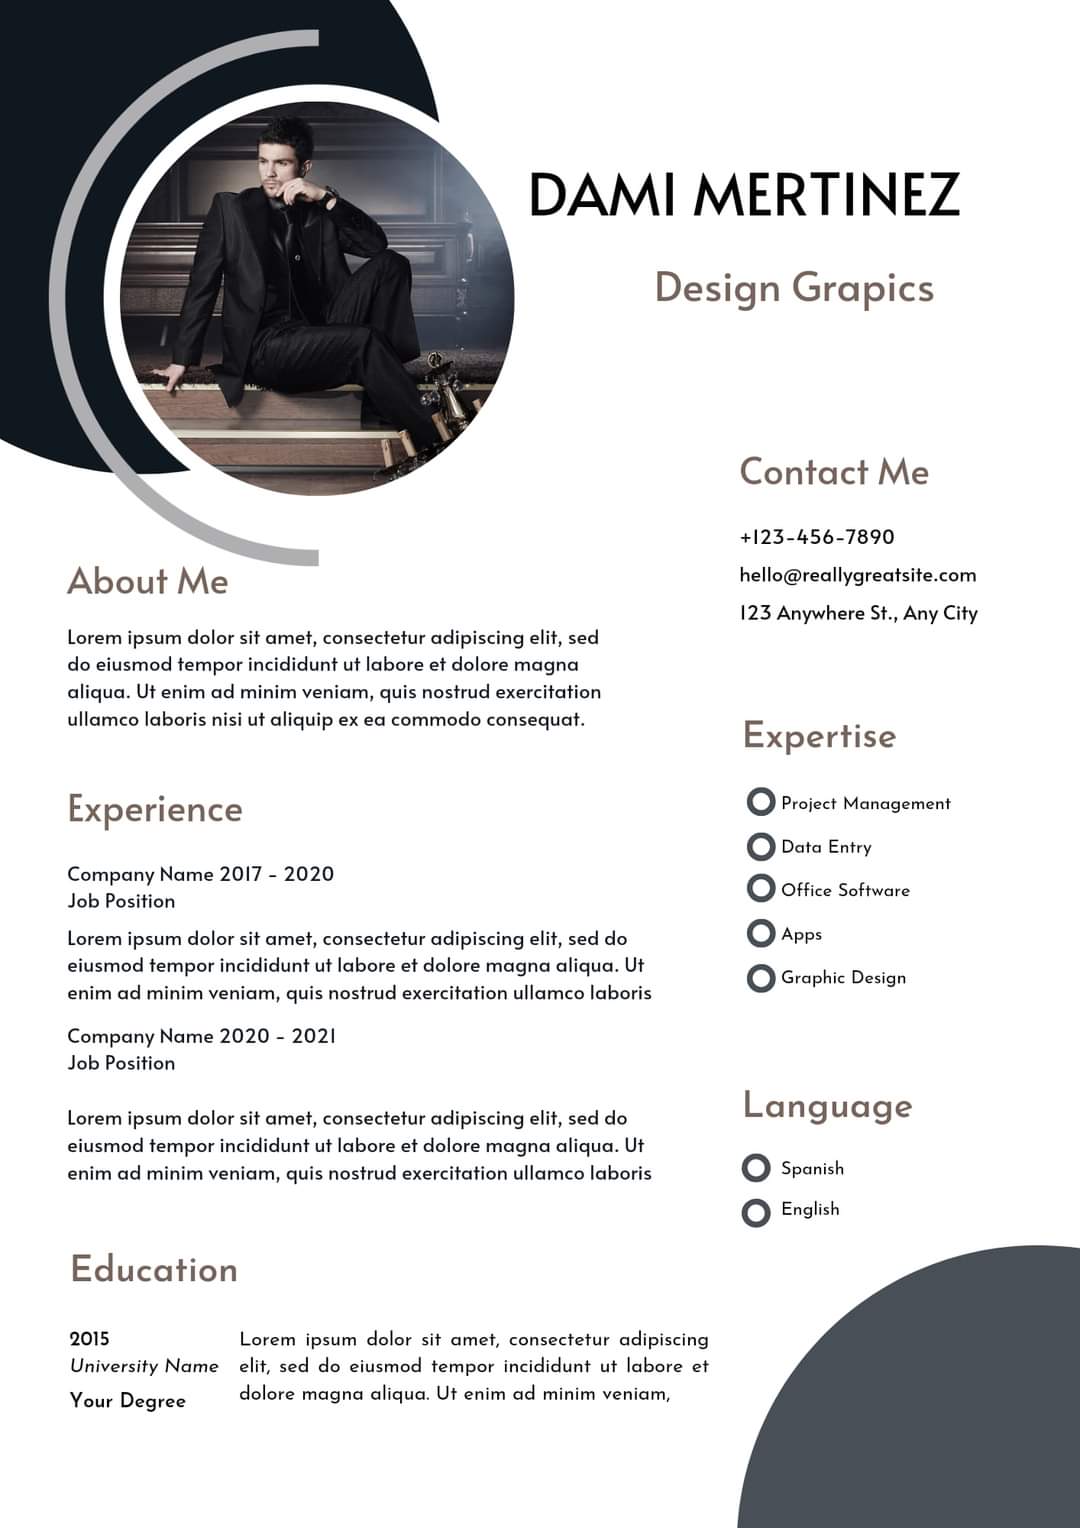 DAMI MERTINEZ
Design Grapics
About Me
Lorem ipsum dolor sit amet, consectetur adipiscing elit, sed
do eiusmod tempor incididunt ut labore et dolore magna
aliqua. Ut enim ad minim veniam, quis nostrud exercitation
ullamco laboris nisi ut aliquip ex ea commodo consequat.
Experience
Company Name 2017 - 2020
Job Position
Lorem ipsum dolor sit amet, consectetur adipiscing elit, sed do
eiusmod tempor incididunt ut labore et dolore magna aliqua. Ut
enim ad minim veniam, quis nostrud exercitation ullamco laboris
Company Name 2020 - 2021
Job Position
Lorem ipsum dolor sit amet, consectetur adipiscing elit, sed do
eiusmod tempor incididunt ut labore et dolore magna aliqua. Ut
enim ad minim veniam, quis nostrud exercitation ullamco laboris
Education
2015
University Name
Your Degree
Lorem ipsum dolor sit amet, consectetur adipiscing
elit, sed do eiusmod tempor incididunt ut labore et
dolore magna aliqua. Ut enim ad minim veniam,
Contact Me
+123-456-7890
hello@reallygreatsite.com
123 Anywhere St., Any City
Expertise
Project Management
Data Entry
Office Software
Apps
Graphic Design
Language
Spanish
English